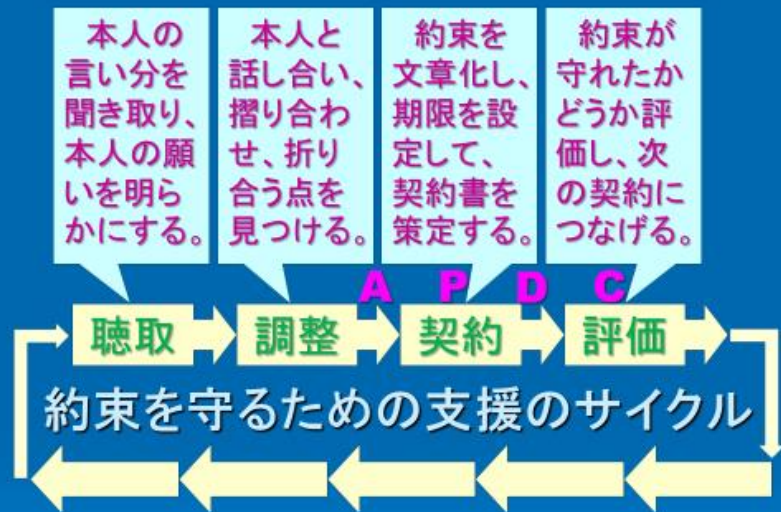 本人の
言い分を
聞き取り、
本人の願
いを明ら
かにする。
本人と
話し合い、
摺り合わ
せ、折り
合う点を
見つける。
約束を
文章化し、
期限を設
定して、
契約書を
策定する。
約束が
守れたか
どうか評
価し、次
の契約に
つなげる。
A P D C
聴取 調整 契約 評価
約束を守るための支援のサイクル